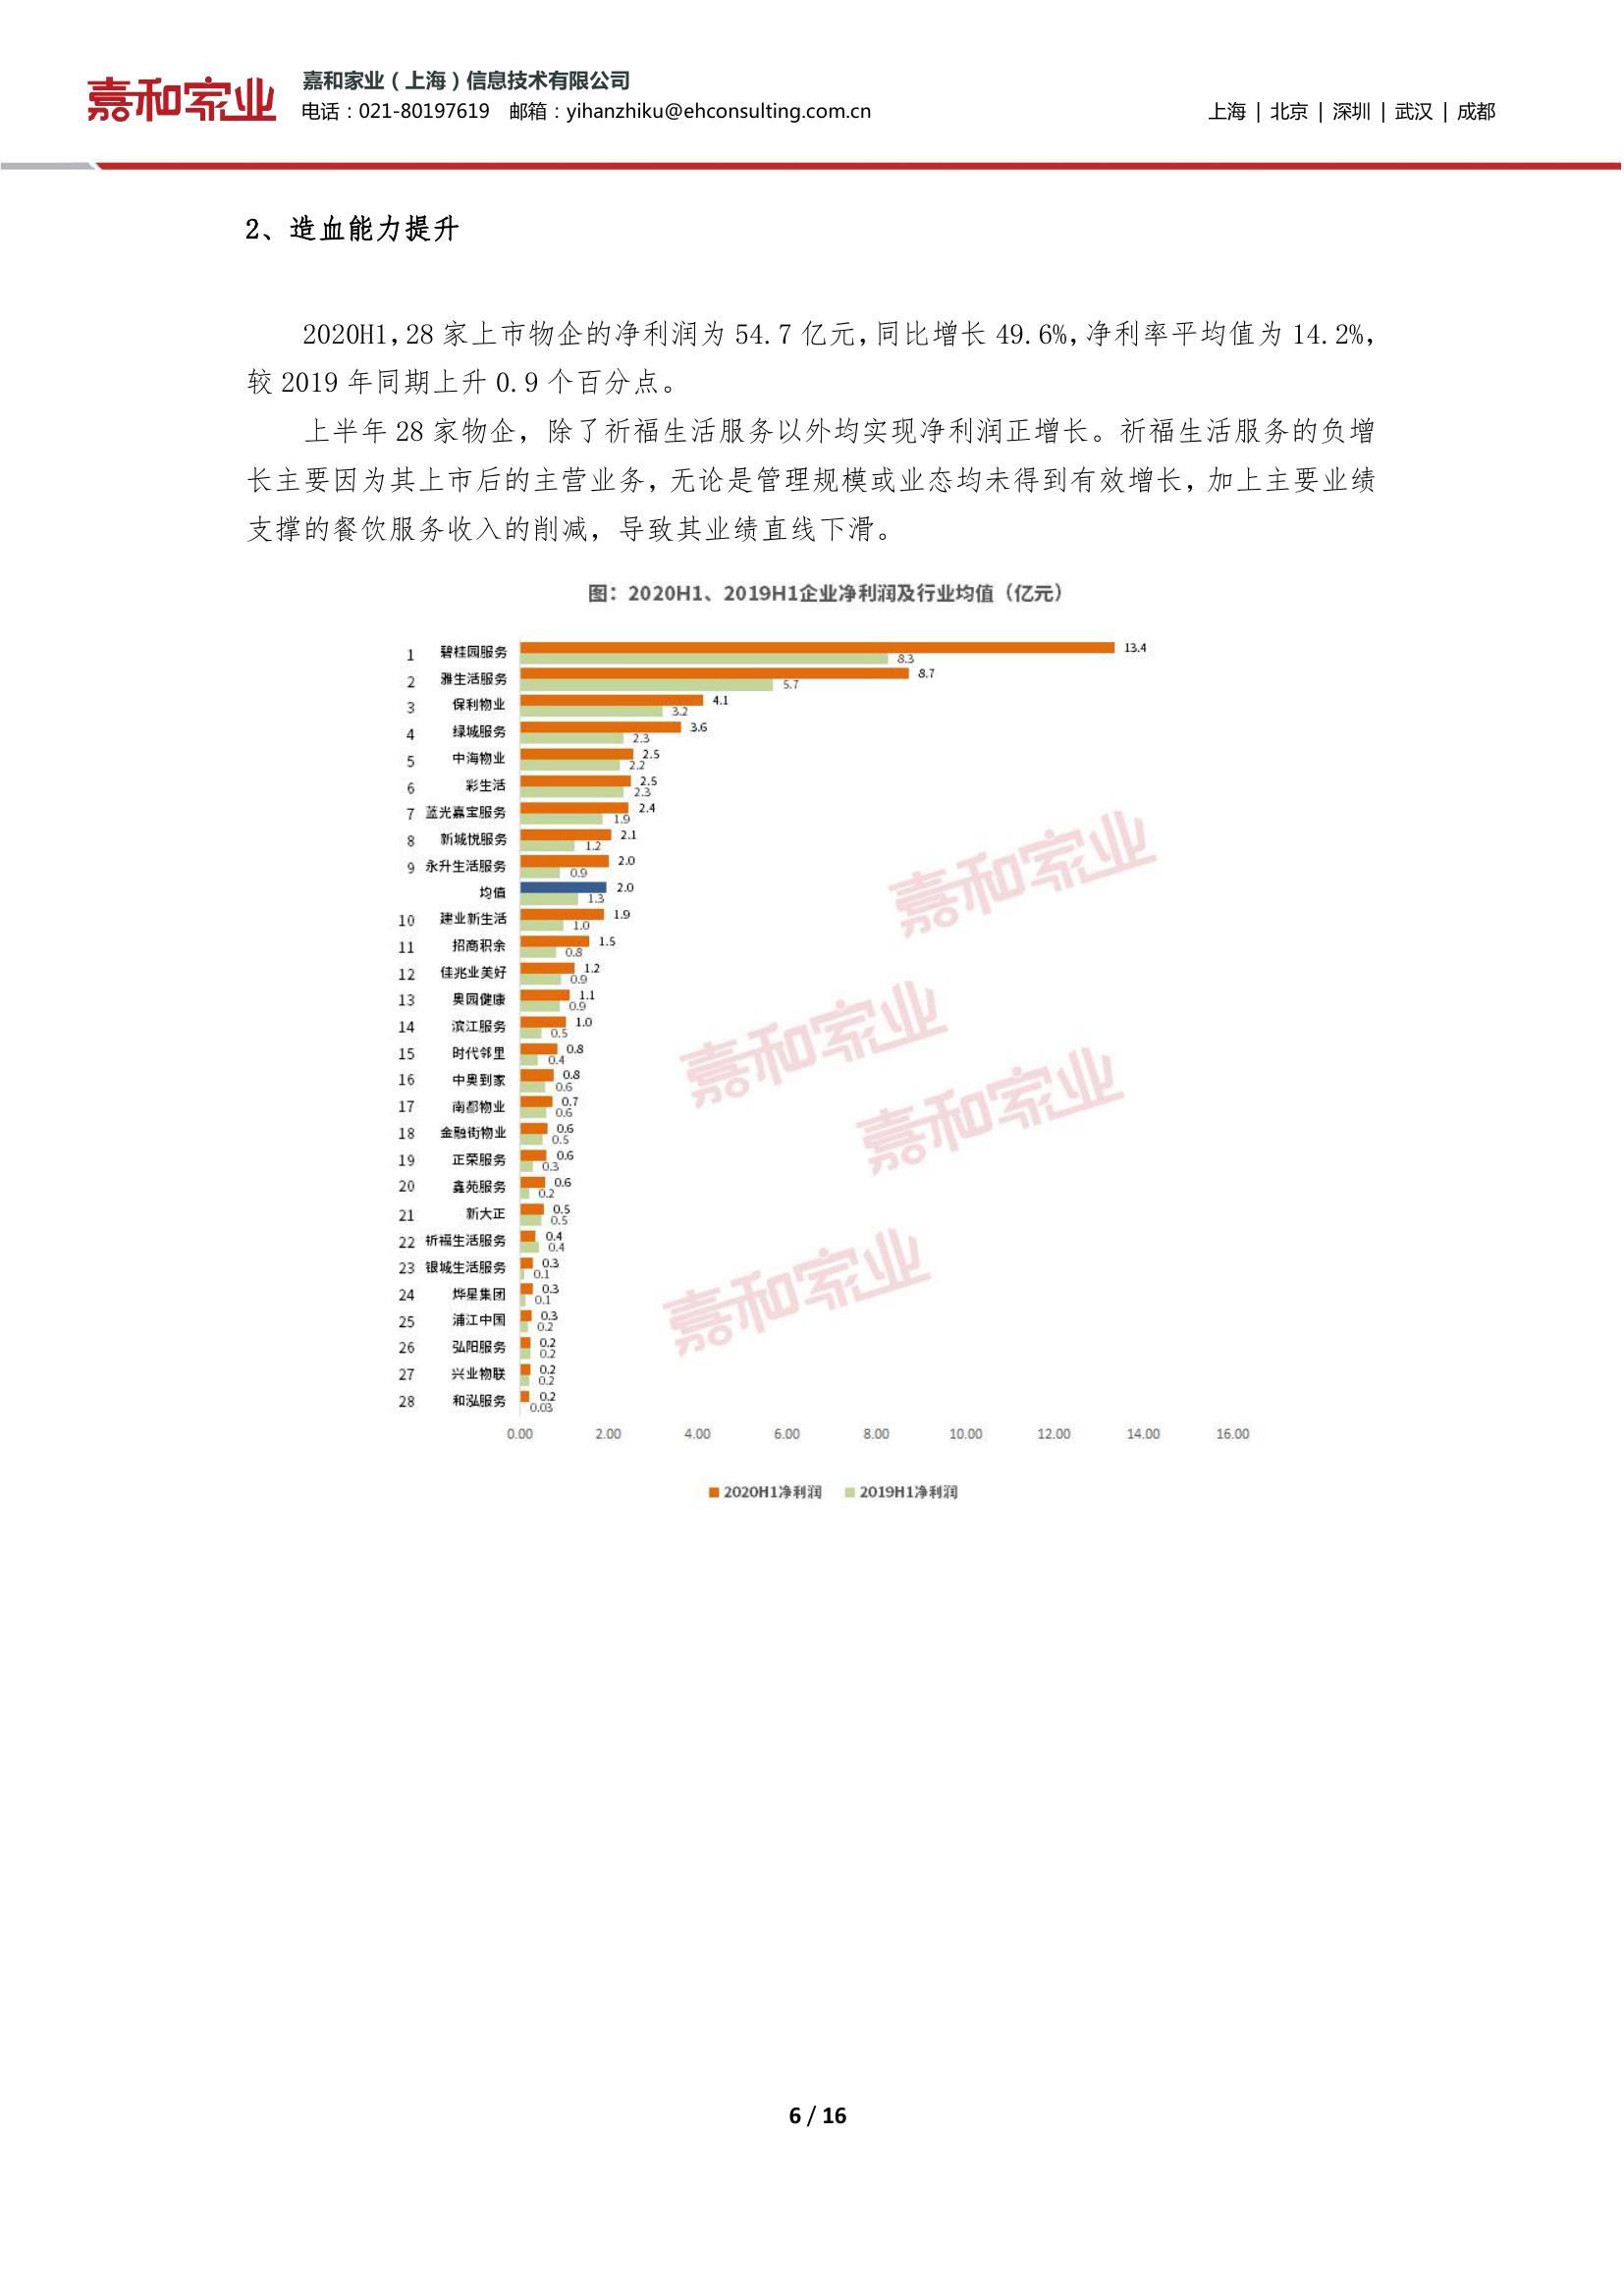 嘉和家业
嘉和家业（上海）信息技术有限公司
电话：021-80197619 邮箱：yihanzhiku@ehconsulting.com.cn
上海 | 北京 | 深圳 | 武汉 | 成都
2、造血能力提升
2020H1,28 家上市物企的净利润为 54.7 亿元,同比增长 49.6%,净利率平均值为 14.2%,
较 2019 年同期上升 0.9 个百分点。
上半年 28 家物企，除了祈福生活服务以外均实现净利润正增长。祈福生活服务的负增
长主要因为其上市后的主营业务,无论是管理规模或业态均未得到有效增长,加上主要业绩
支撑的餐饮服务收入的削减，导致其业绩直线下滑。
图：2020H1、2019H1企业净利润及行业均值（亿元）
1 碧桂园服务 13.4 8.3
2 雅生活服务 8.7 5.7
3 保利物业 4.1 3.2
4 绿城服务 3.6 2.3
5 中海物业 2.5 2.2
6 彩生活 2.5 2.3
7 蓝光嘉宝服务 2.4 1.9
8 新城悦服务 2.1 1.2
9 永升生活服务 2.0 0.9
均值 2.0 1.3
10 建业新生活 1.9 1.0
11 招商积余 1.5 0.8
12 佳兆业美好 1.2 0.9
13 奥园健康 1.1 0.9
14 滨江服务 1.0 0.5
15 时代邻里 0.8 0.4
16 中奥到家 0.8 0.6
17 南都物业 0.7 0.6
18 金融街物业 0.6 0.5
19 正荣服务 0.6 0.3
20 鑫苑服务 0.6 0.2
21 新大正 0.5 0.5
22 祈福生活服务 0.4 0.4
23 银城生活服务 0.3 0.1
24 烨星集团 0.3 0.1
25 浦江中国 0.3 0.2
26 弘阳服务 0.2 0.2
27 兴业物联 0.2 0.2
28 和泓服务 0.2 0.03
0.00 2.00 4.00 6.00 8.00 10.00 12.00 14.00 16.00
2020H1净利润 2019H1净利润
嘉和家业
嘉和家业
嘉和家业
嘉和家业
6 / 16